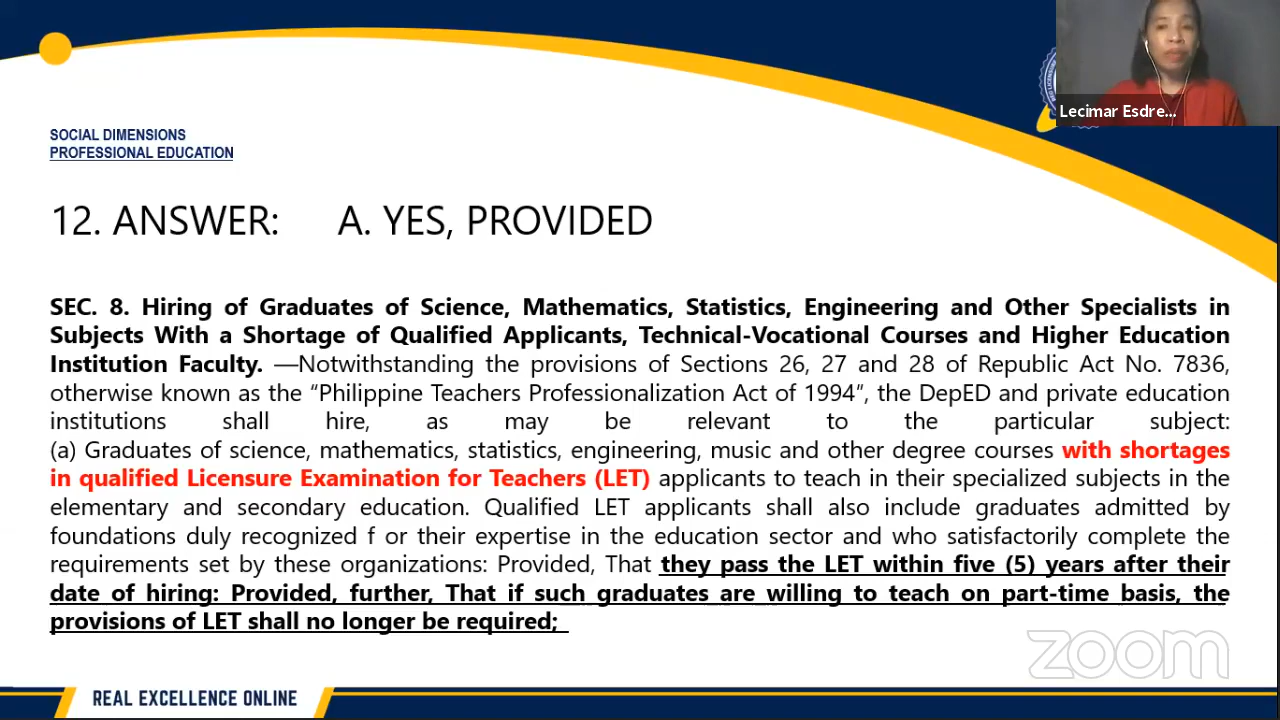 Lecimar Esdre...
SOCIAL DIMENSIONS
PROFESSIONAL EDUCATION
12. ANSWER: A. YES, PROVIDED
SEC. 8. Hiring of Graduates of Science, Mathematics, Statistics, Engineering and Other Specialists in
Subjects With a Shortage of Qualified Applicants, Technical-Vocational Courses and Higher Education
Institution Faculty. —Notwithstanding the provisions of Sections 26, 27 and 28 of Republic Act No. 7836,
otherwise known as the “Philippine Teachers Professionalization Act of 1994”, the DepED and private education
institutions shall hire, as may be relevant to the particular subject:
(a) Graduates of science, mathematics, statistics, engineering, music and other degree courses with shortages
in qualified Licensure Examination for Teachers (LET) applicants to teach in their specialized subjects in the
elementary and secondary education. Qualified LET applicants shall also include graduates admitted by
foundations duly recognized f or their expertise in the education sector and who satisfactorily complete the
requirements set by these organizations: Provided, That they pass the LET within five (5) years after their
date of hiring: Provided, further, That if such graduates are willing to teach on part-time basis, the
provisions of LET shall no longer be required;
zoom
REAL EXCELLENCE ONLINE